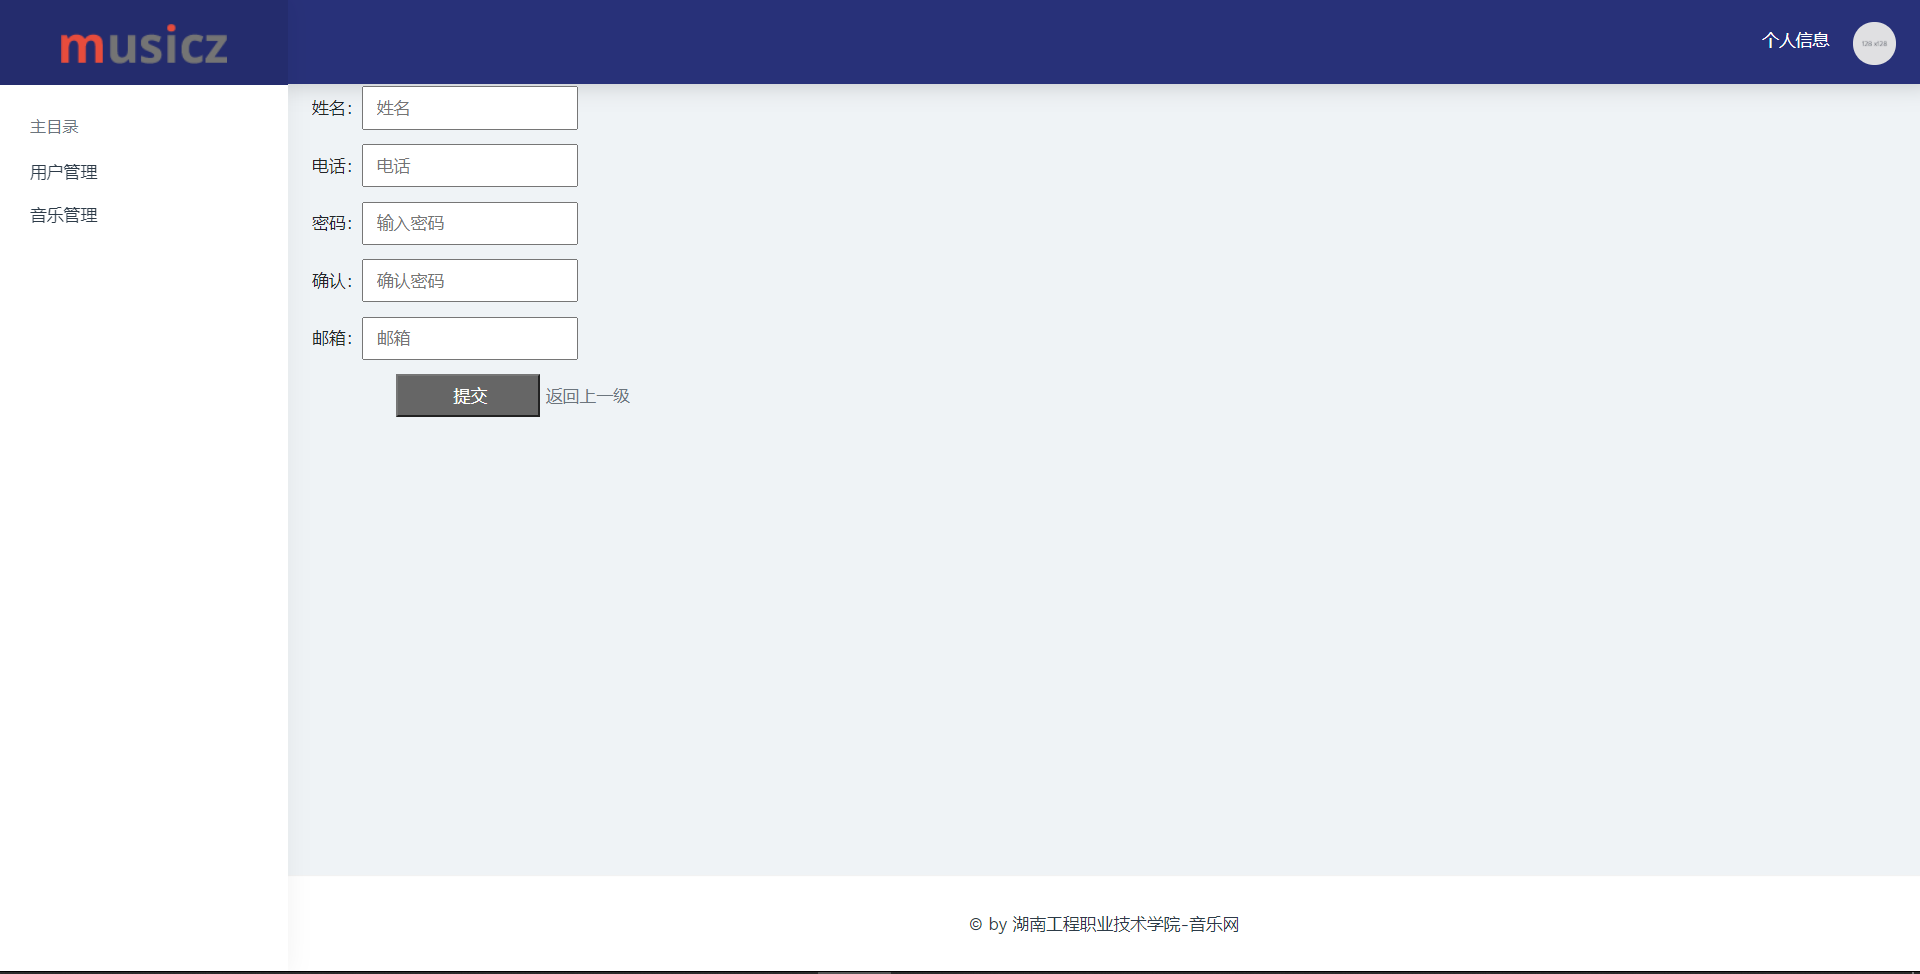 musicz
个人信息
128 x128
主目录
用户管理
音乐管理
姓名： 姓名
电话： 电话
密码： 输入密码
确认： 确认密码
邮箱： 邮箱
提交 返回上一级
© by 湖南工程职业技术学院-音乐网